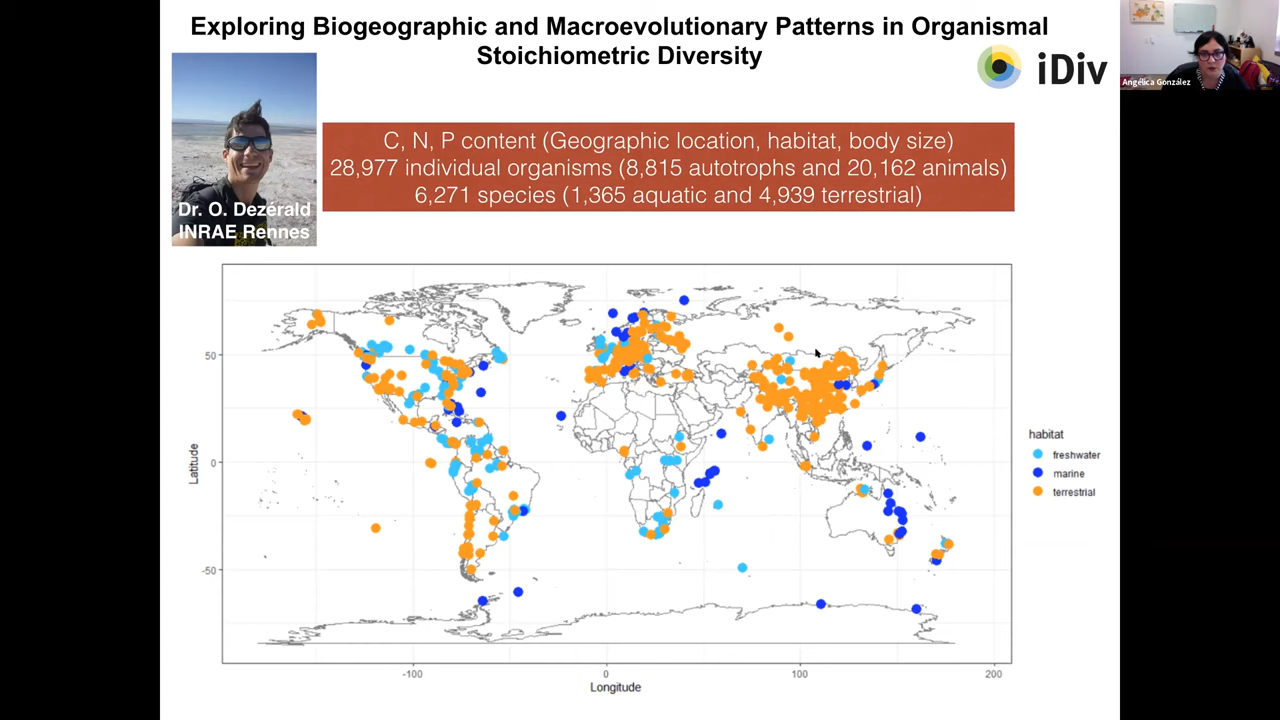 Exploring Biogeographic and Macroevolutionary Patterns in Organismal
Stoichiometric Diversity
iDiv
Angélica González
C, N, P content (Geographic location, habitat, body size)
28,977 individual organisms (8,815 autotrophs and 20,162 animals)
6,271 species (1,365 aquatic and 4,939 terrestrial)
Dr. O. Dezérald
INRAE Rennes
50
0
-50
Latitude
-100
0
100
200
Longitude
habitat
freshwater
marine
terrestrial